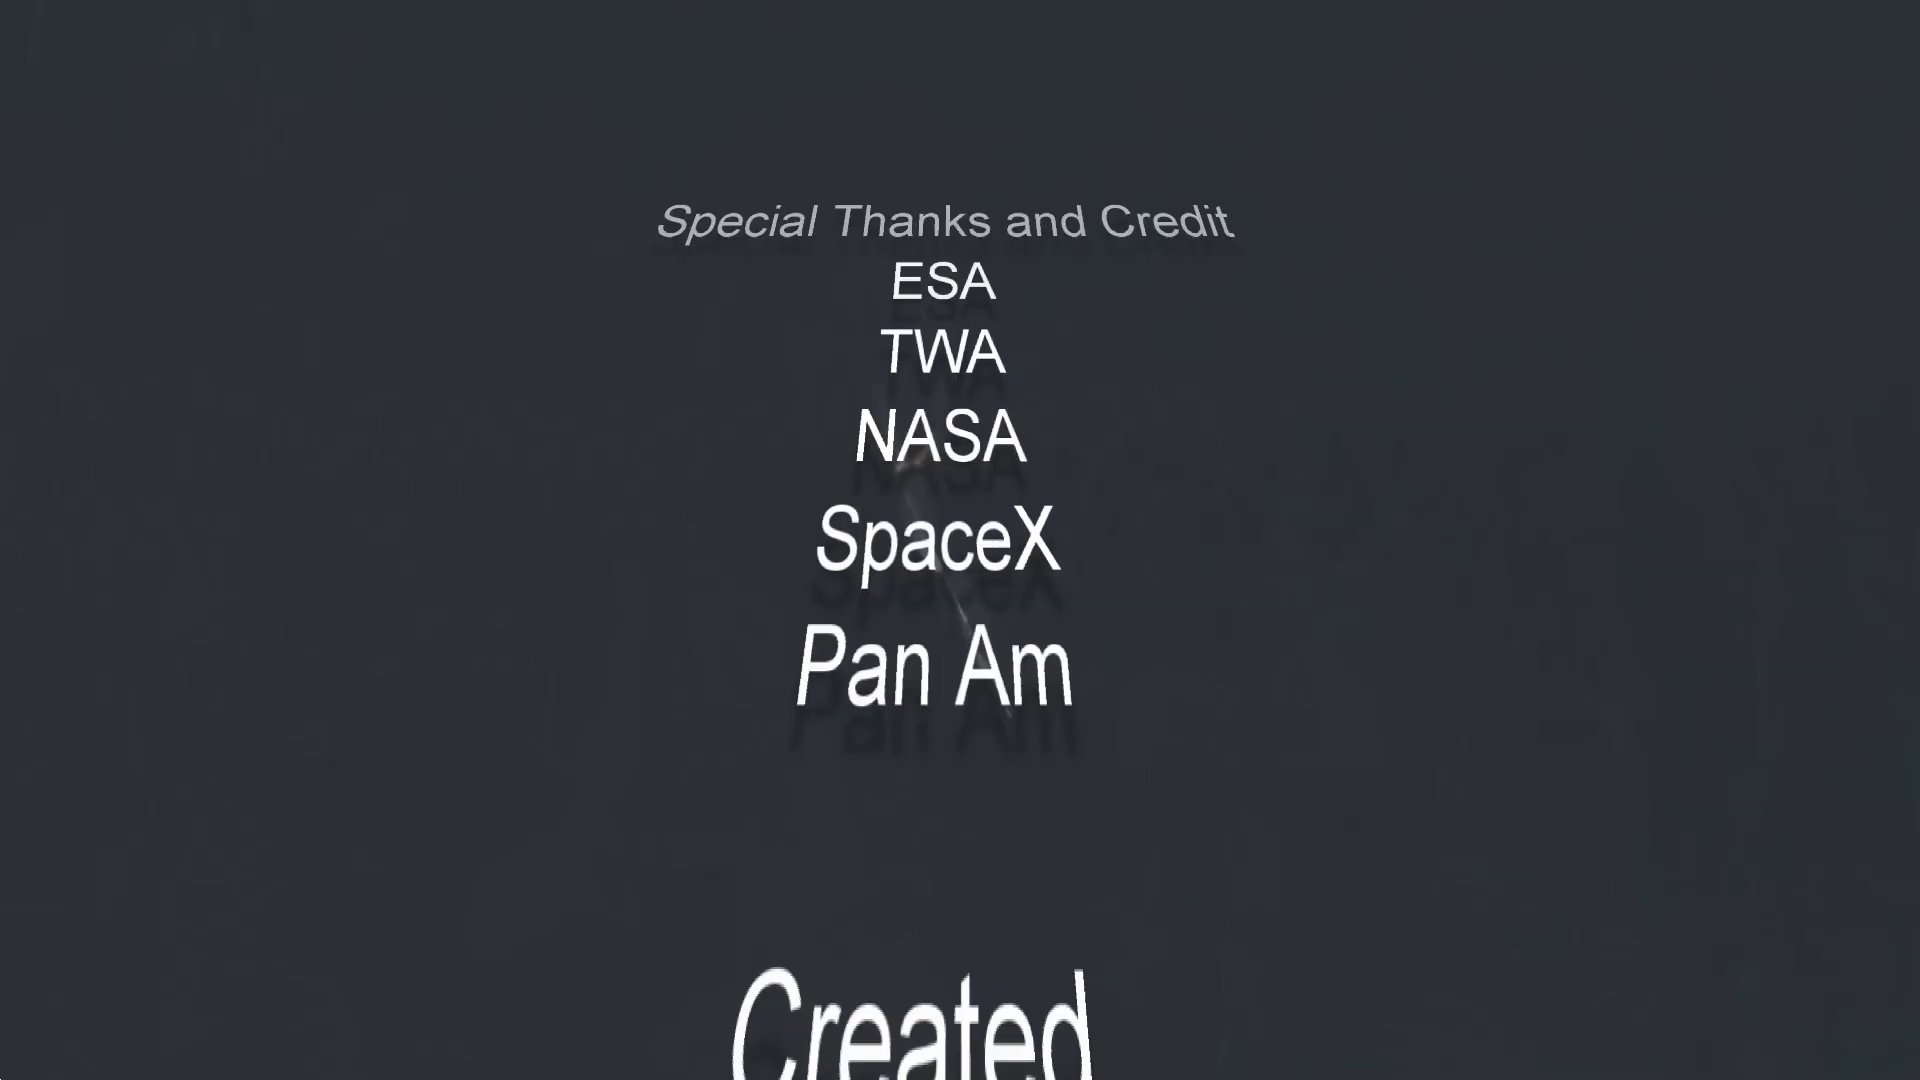 Special Thanks and Credit
ESA
TWA
NASA
SpaceX
Pan Am
Created